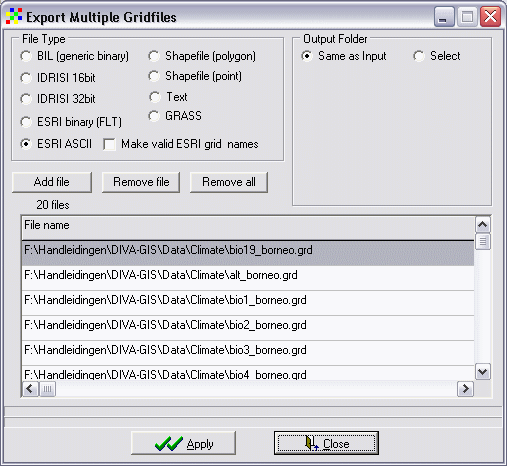 Export Multiple Gridfiles
File Type
BIL (generic binary)
IDRISI 16bit
IDRISI 32bit
ESRI binary (FLT)
ESRI ASCII
Shapefile (polygon)
Shapefile (point)
Text
GRASS
Make valid ESRI grid names
Output Folder
Same as Input
Select
Add file
Remove file
Remove all
20 files
File name
F:\Handleidingen\DIVA-GIS\Data\Climate\bio19_borneo.grd
F:\Handleidingen\DIVA-GIS\Data\Climate\alt_borneo.grd
F:\Handleidingen\DIVA-GIS\Data\Climate\bio1_borneo.grd
F:\Handleidingen\DIVA-GIS\Data\Climate\bio2_borneo.grd
F:\Handleidingen\DIVA-GIS\Data\Climate\bio3_borneo.grd
F:\Handleidingen\DIVA-GIS\Data\Climate\bio4_borneo.grd
Apply
Close